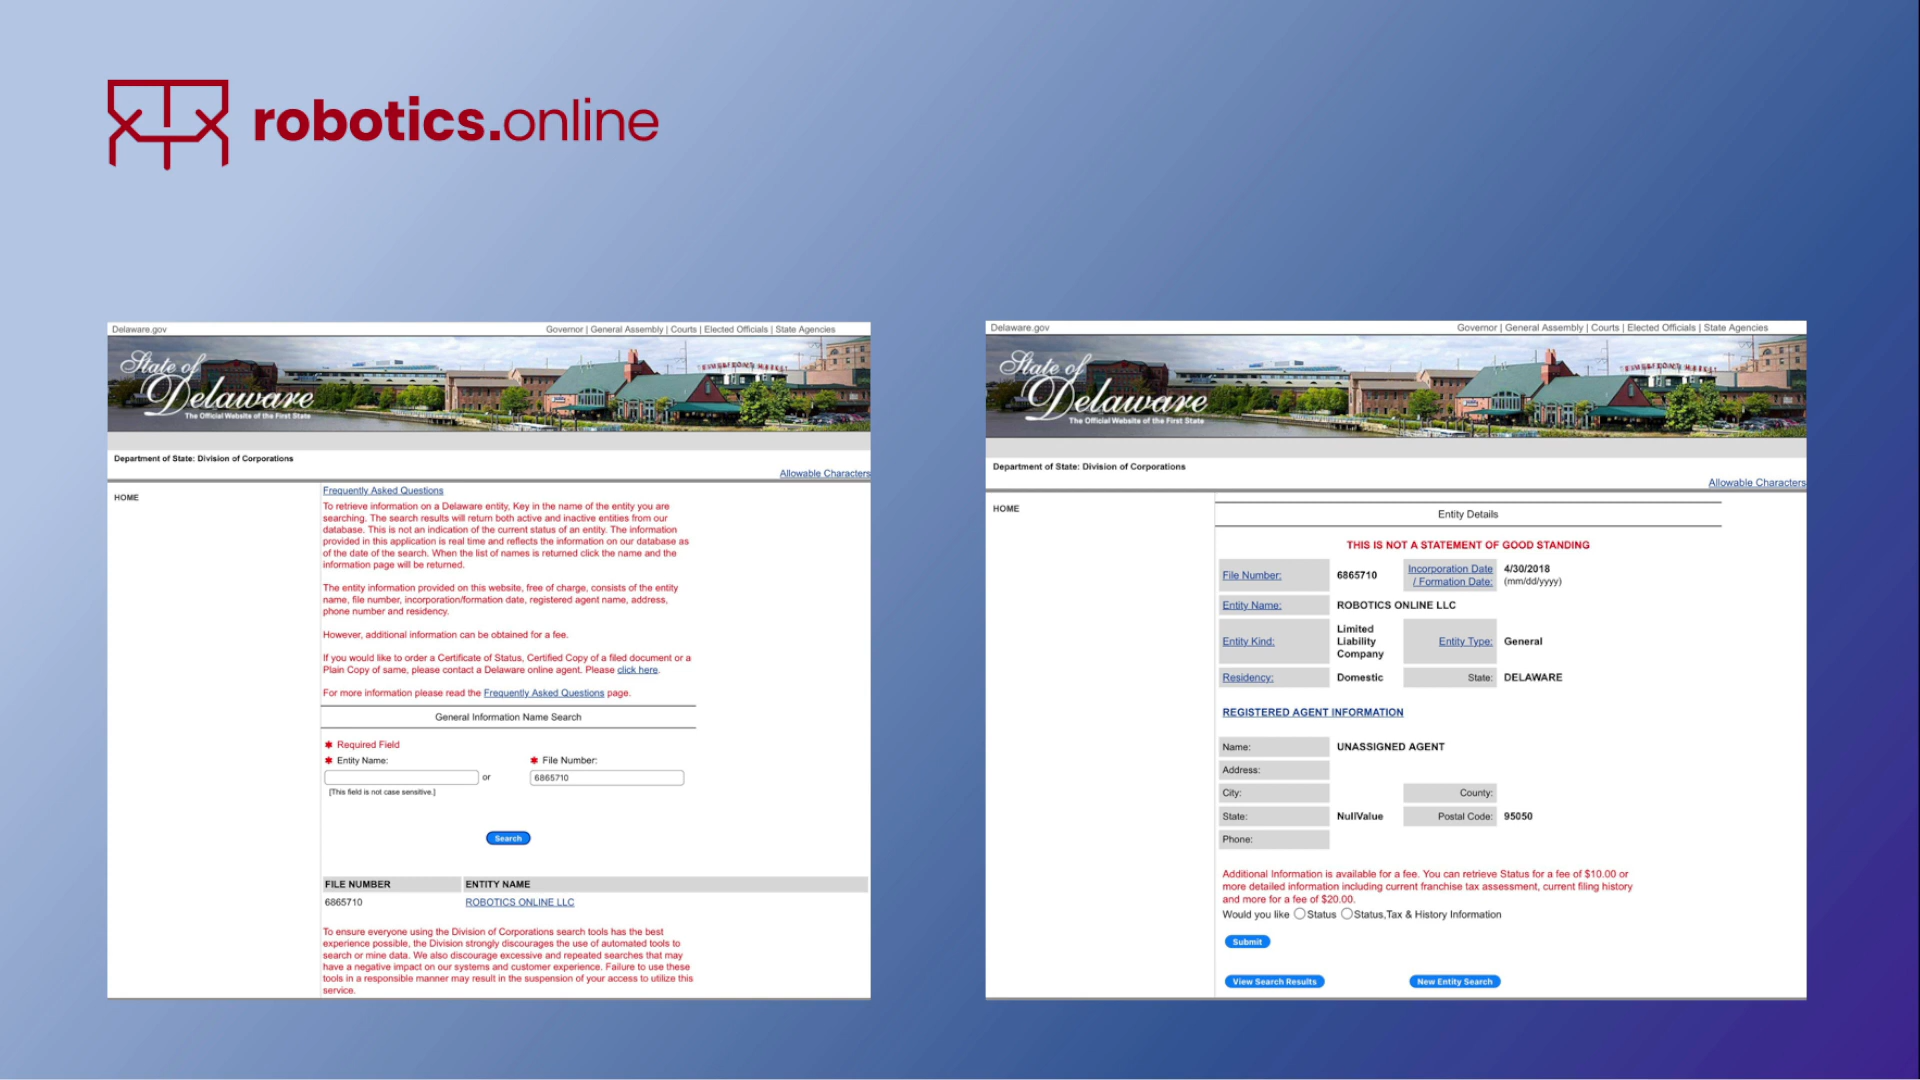 robotics.online
Delaware.gov
Governor | General Assembly | Courts | Elected Officials | State Agencies
State of
Delaware
The Official Website of the First State
Department of State: Division of Corporations
Allowable Characters
HOME
Frequently Asked Questions
To retrieve information on a Delaware entity, Key in the name of the entity you are
searching. The search results will return both active and inactive entities from our
database. This is not an indication of the current status of an entity. The information
provided in this application is real time and reflects the information on our database as
of the date of the search. When the list of names is returned click the name and the
information page will be returned.
The entity information provided on this website, free of charge, consists of the entity
name, file number, incorporation/formation date, registered agent name, address,
phone number and residency.
However, additional information can be obtained for a fee.
If you would like to order a Certificate of Status, Certified Copy of a filed document or a
Plain Copy of same, please contact a Delaware online agent. Please click here.
For more information please read the Frequently Asked Questions page.
General Information Name Search
* Required Field
* Entity Name:
or
* File Number:
6865710
[This field is not case sensitive.]
Search
FILE NUMBER ENTITY NAME
6865710 ROBOTICS ONLINE LLC
To ensure everyone using the Division of Corporations search tools has the best
experience possible, the Division strongly discourages the use of automated tools to
search or mine data. We also discourage excessive and repeated searches that may
have a negative impact on our systems and customer experience. Failure to use these
tools in a responsible manner may result in the suspension of your access to utilize this
service.
Delaware.gov
Governor | General Assembly | Courts | Elected Officials | State Agencies
State of
Delaware
The Official Website of the First State
Department of State: Division of Corporations
Allowable Characters
HOME
Entity Details
THIS IS NOT A STATEMENT OF GOOD STANDING
File Number: 6865710 Incorporation Date 4/30/2018
/ Formation Date: (mm/dd/yyyy)
Entity Name: ROBOTICS ONLINE LLC
Limited
Entity Kind: Liability Entity Type: General
Company
Residency: Domestic State: DELAWARE
REGISTERED AGENT INFORMATION
Name: UNASSIGNED AGENT
Address:
City: County:
State: NullValue Postal Code: 95050
Phone:
Additional Information is available for a fee. You can retrieve Status for a fee of $10.00 or
more detailed information including current franchise tax assessment, current filing history
and more for a fee of $20.00.
Would you like Status Status,Tax & History Information
Submit
View Search Results New Entity Search